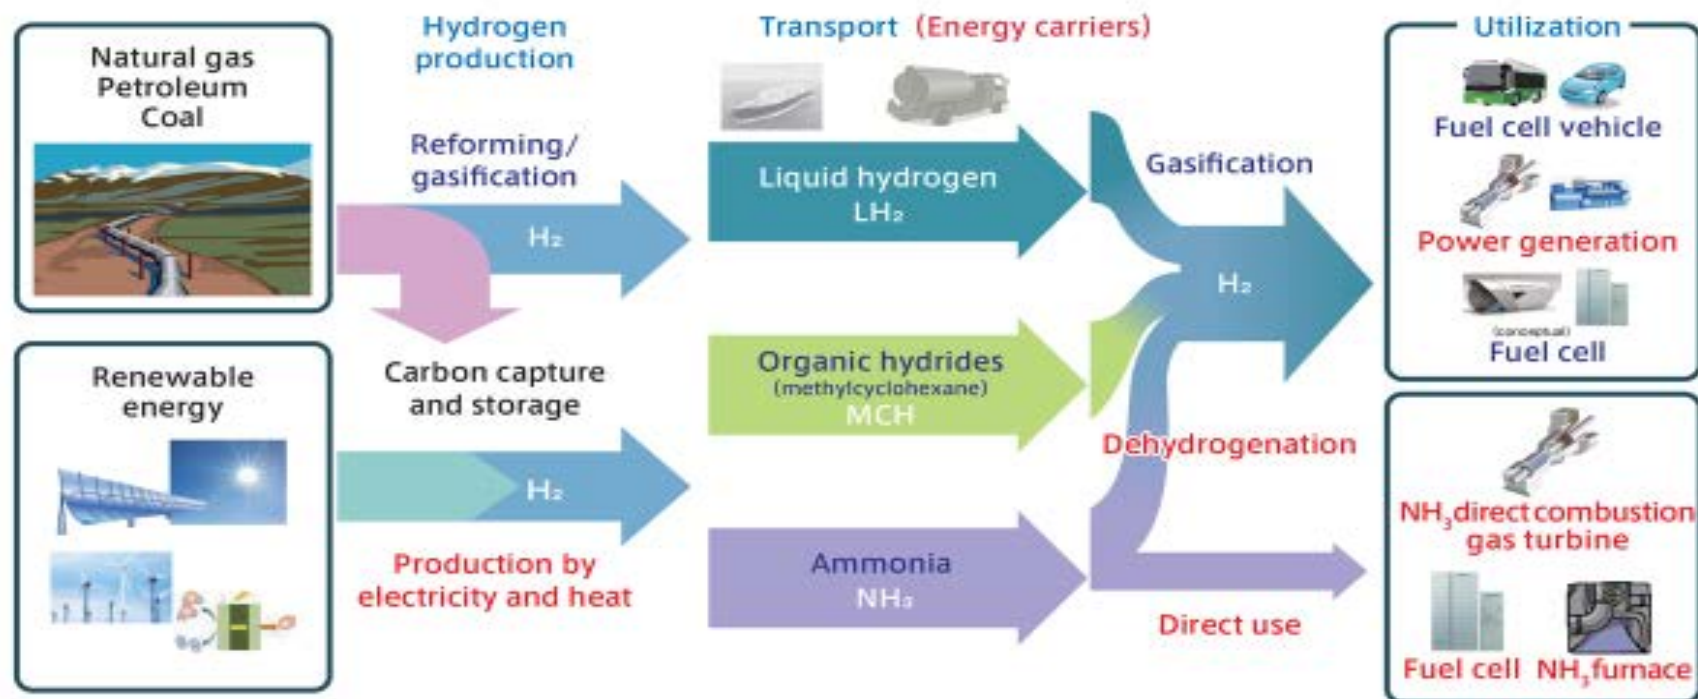 Natural gas
Petroleum
Coal
Renewable
energy
Hydrogen
production
Reforming/
gasification
H₂
Carbon capture
and storage
H₂
Production by
electricity and heat
Transport (Energy carriers)
Liquid hydrogen
LH₂
Organic hydrides
(methylcyclohexane)
MCH
Ammonia
NH₃
Gasification
H₂
Dehydrogenation
Direct use
Utilization
Fuel cell vehicle
Power generation
(conceptual)
Fuel cell
NH₃ direct combustion
gas turbine
Fuel cell
NH₃ furnace